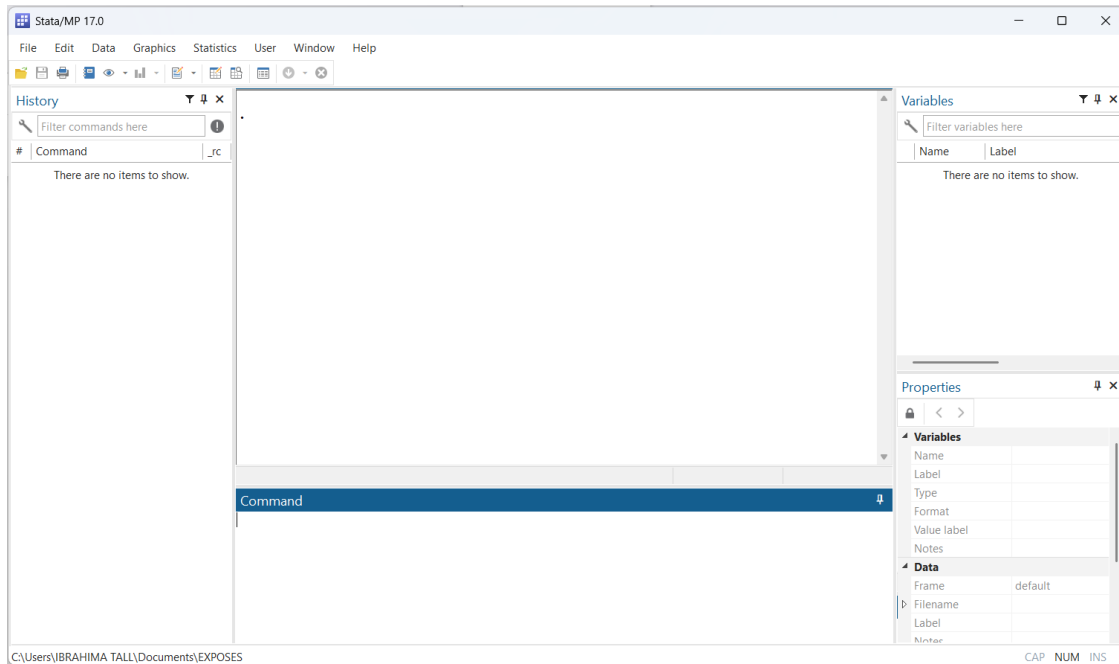 Stata/MP 17.0
File Edit Data Graphics Statistics User Window Help
History
Filter commands here
# Command _rc
There are no items to show.
.
Command
Variables
Filter variables here
Name Label
There are no items to show.
Properties
Variables
Name
Label
Type
Format
Value label
Notes
Data
Frame default
Filename
Label
Notes
C:\Users\IBRAHIMA TALL\Documents\EXPOSES
CAP NUM INS